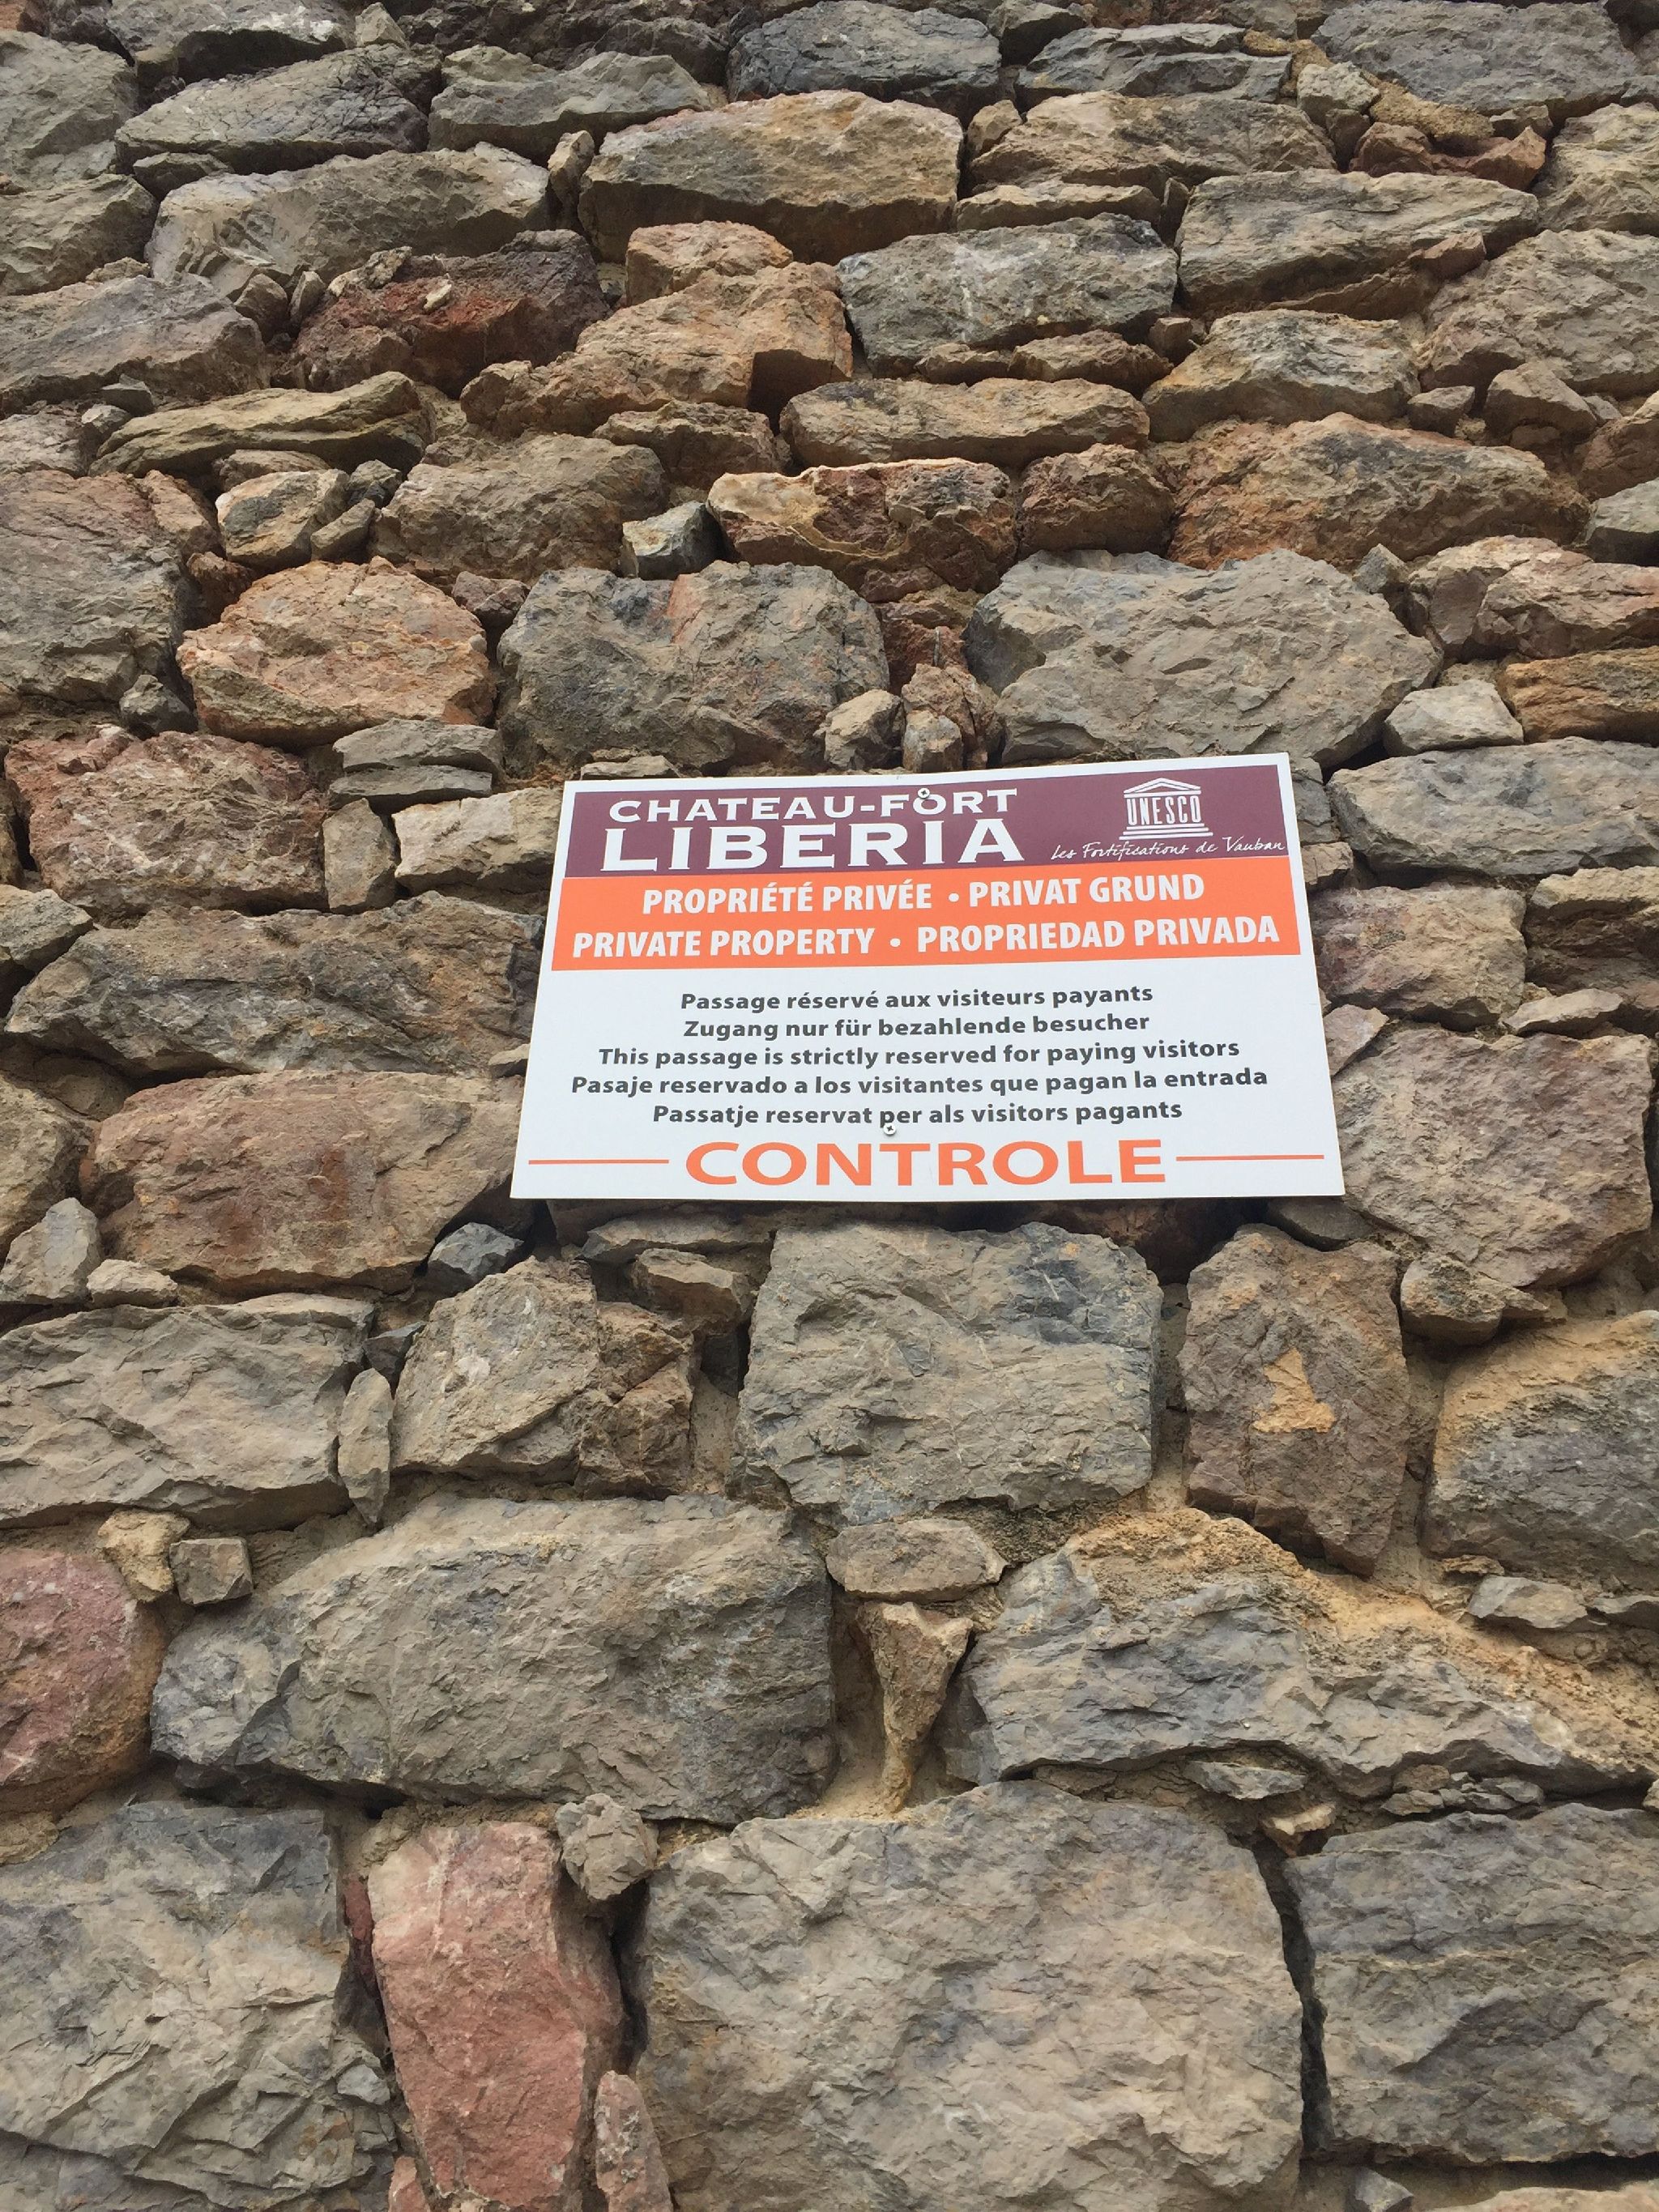 CHATEAU-FORT
LIBERIA
UNESCO
Les Fortifications de Vauban
PROPRIÉTÉ PRIVÉE • PRIVAT GRUND
PRIVATE PROPERTY • PROPRIEDAD PRIVADA
Passage réservé aux visiteurs payants
Zugang nur für bezahlende besucher
This passage is strictly reserved for paying visitors
Pasaje reservado a los visitantes que pagan la entrada
Passatje reservat per als visitors pagants
CONTROLE